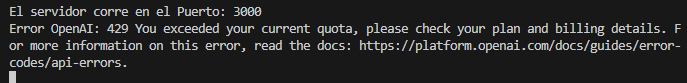 El servidor corre en el Puerto: 3000
Error OpenAI: 429 You exceeded your current quota, please check your plan and billing details. F
or more information on this error, read the docs: https://platform.openai.com/docs/guides/error-
codes/api-errors.